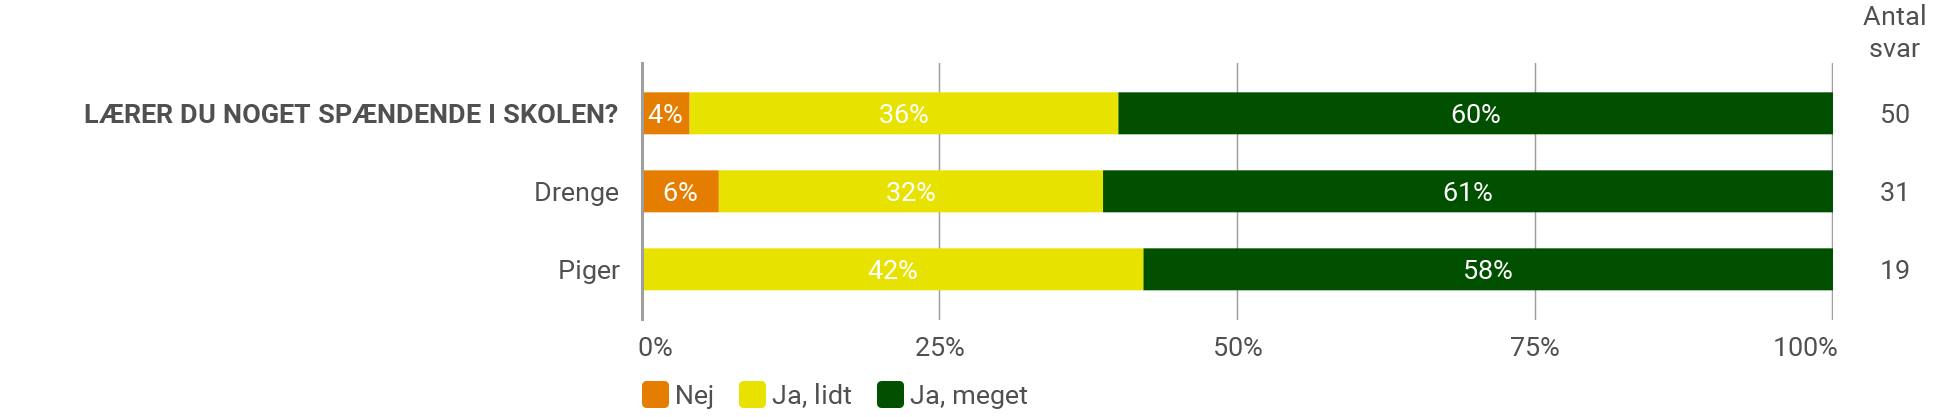 Antal
svar
LÆRER DU NOGET SPÆNDENDE I SKOLEN? 4% 36% 60% 50
Drenge 6% 32% 61% 31
Piger 42% 58% 19
0% 25% 50% 75% 100%
Nej Ja, lidt Ja, meget